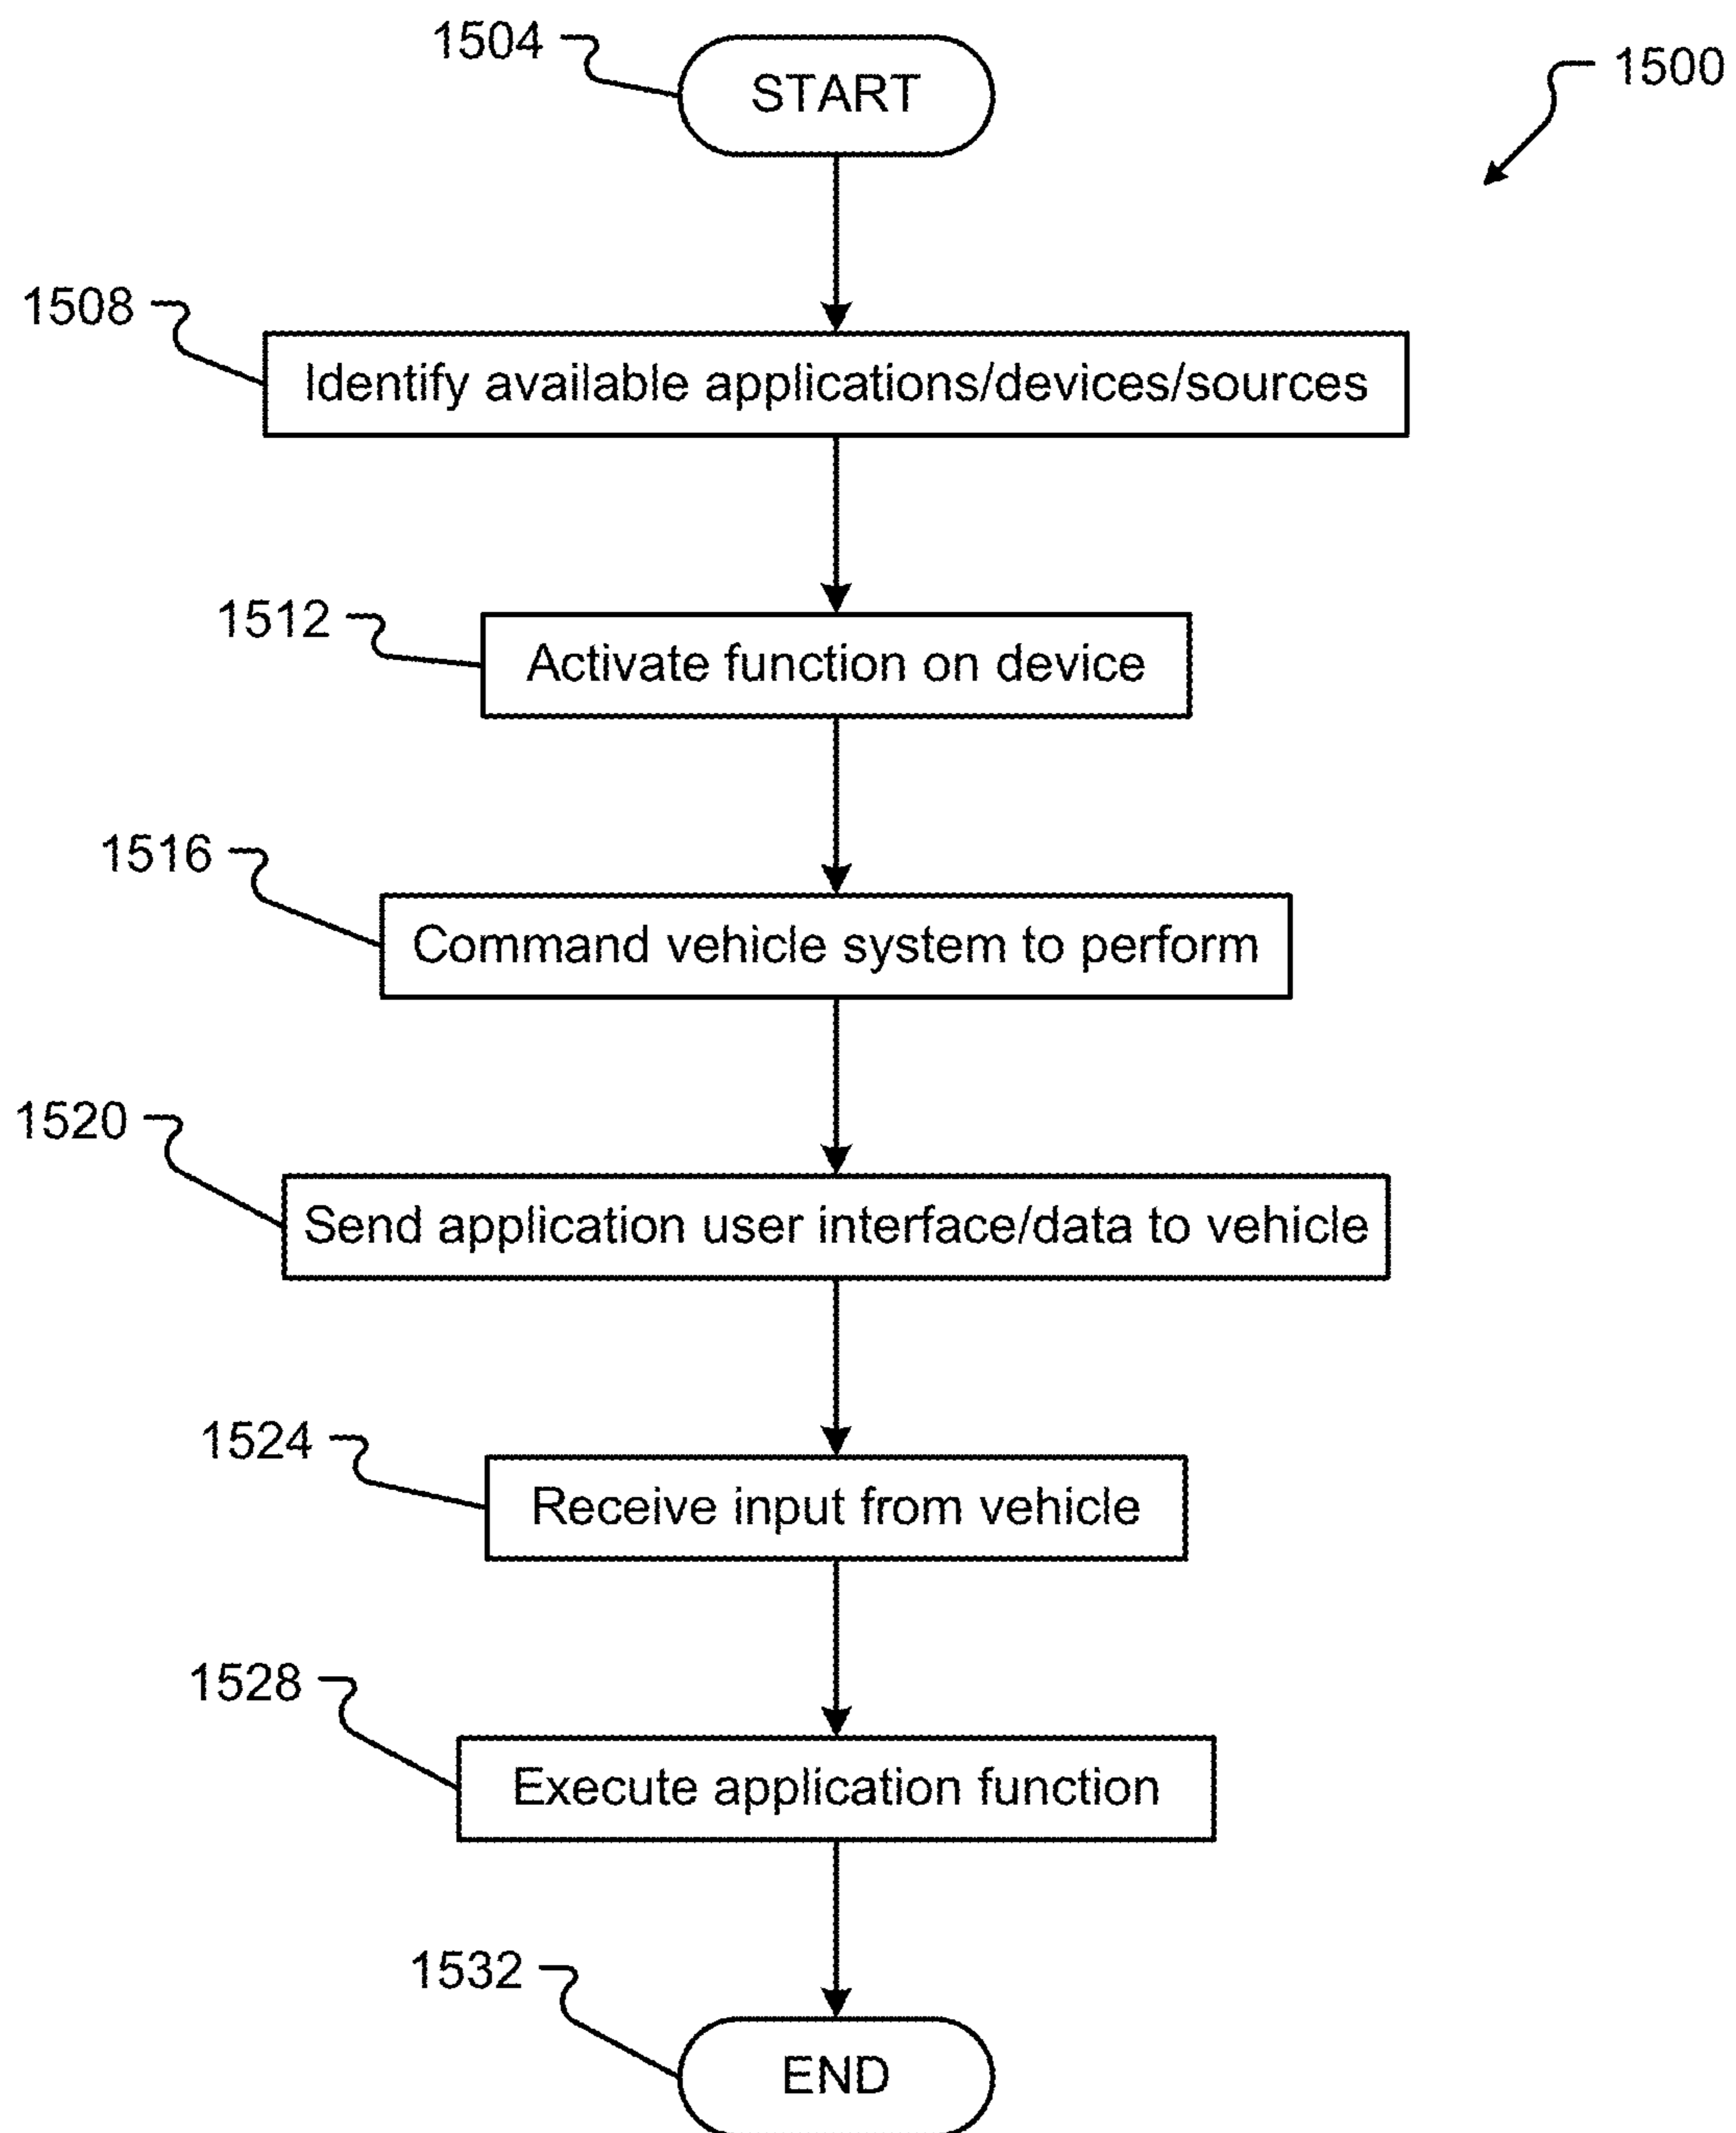 1504
START
1500
1508
Identify available applications/devices/sources
1512
Activate function on device
1516
Command vehicle system to perform
1520
Send application user interface/data to vehicle
1524
Receive input from vehicle
1528
Execute application function
1532
END